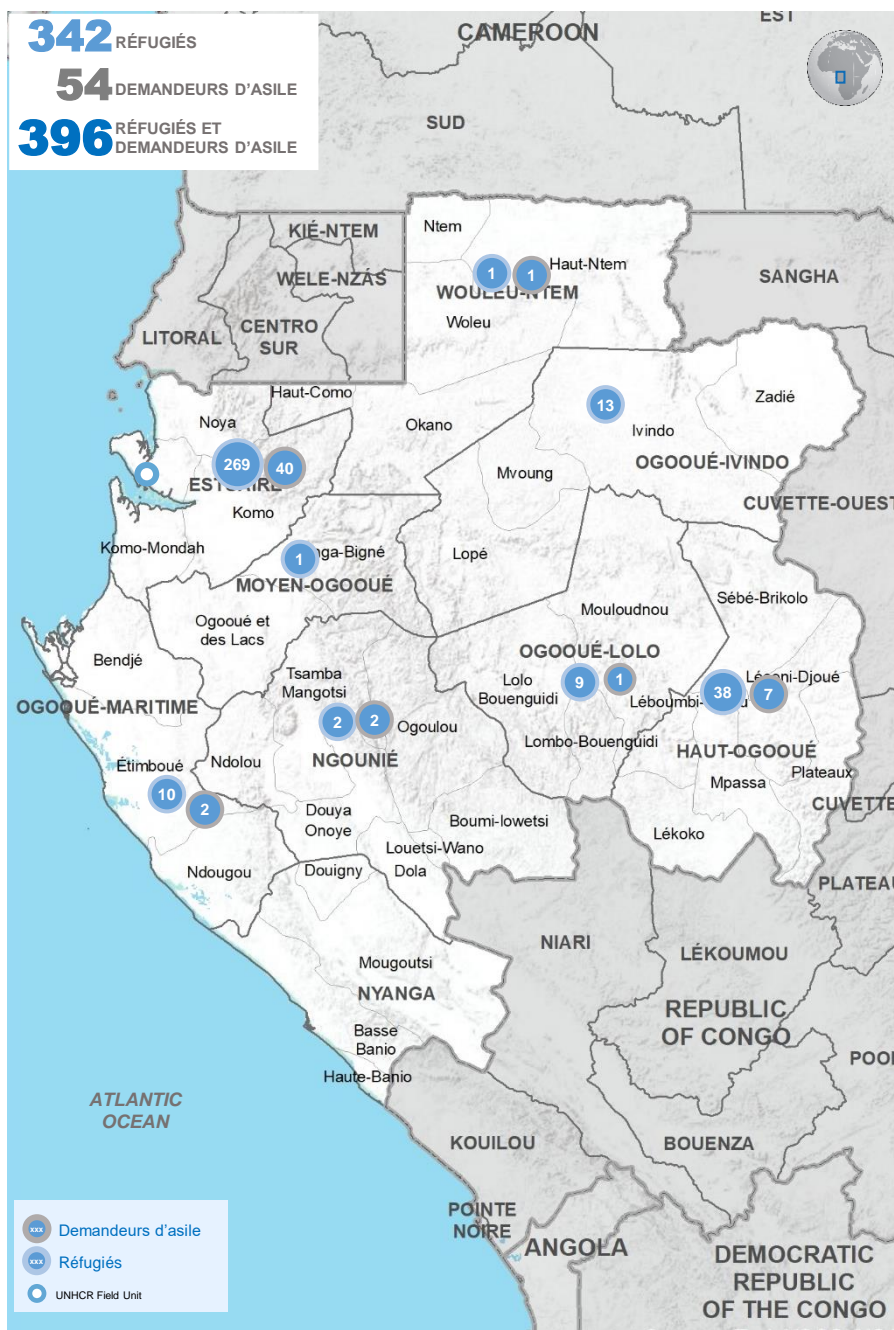 342 RÉFUGIÉS
54 DEMANDEURS D'ASILE
396 RÉFUGIÉS ET
DEMANDEURS D'ASILE
EST
CAMEROON
SUD
KIÉ-NTEM
Ntem
Haut-Ntem
1
1
WELE-NZÁS
WOULEU-NTEM
SANGHA
LITORAL
CENTRO
SUR
Woleu
Haut-Como
Zadié
Noya
Okano
13
Ivindo
OGOOUÉ-IVINDO
269
40
Mvoung
Komo
CUVETTE-OUEST
Komo-Mondah
1
Lopé
MOYEN-OGOOUÉ
Sébé-Brikolo
Mouloudnou
Ogooué et
des Lacs
OGOOUÉ-LOLO
Bendjé
Tsamba
Mangotsi
Lolo
Bouenguidi
9
1
38
7
OGOOUÉ-MARITIME
2
2
Ogoulou
Lombo-Bouenguidi
HAUT-OGOOUÉ
NGOUNIÉ
Étimboué
Ndolou
Plateaux
Mpassa
10
2
Douya
Onoye
Boumi-lowetsi
CUVETTE
Lékoko
Louetsi-Wano
Ndougou
Douigny
Dola
NIARI
LÉKOUMOU
Mougoutsi
NYANGA
REPUBLIC
OF CONGO
Basse
Banio
Haute-Banio
ATLANTIC
OCEAN
KOUILOU
BOUENZA
POINTE
NOIRE
ANGOLA
DEMOCRATIC
REPUBLIC
OF THE CONGO
xxx Demandeurs d'asile
xxx Réfugiés
UNHCR Field Unit